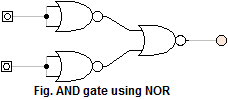 Fig. AND gate using NOR